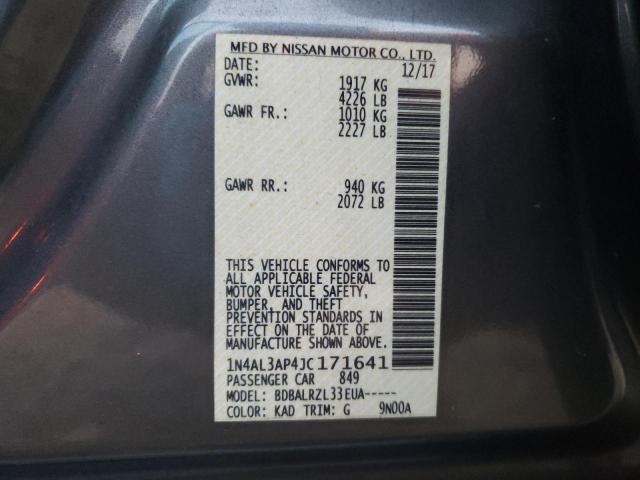 MFD BY NISSAN MOTOR CO., LTD.
DATE: 12/17
GVWR: 1917 KG
4226 LB
GAWR FR.: 1010 KG
2227 LB
GAWR RR.: 940 KG
2072 LB
THIS VEHICLE CONFORMS TO
ALL APPLICABLE FEDERAL
MOTOR VEHICLE SAFETY,
BUMPER, AND THEFT
PREVENTION STANDARDS IN
EFFECT ON THE DATE OF
MANUFACTURE SHOWN ABOVE.
1N4AL3AP4JC171641
PASSENGER CAR 849
MODEL: BDBALRZL33EUA-----
COLOR: KAD TRIM: G 9N00A